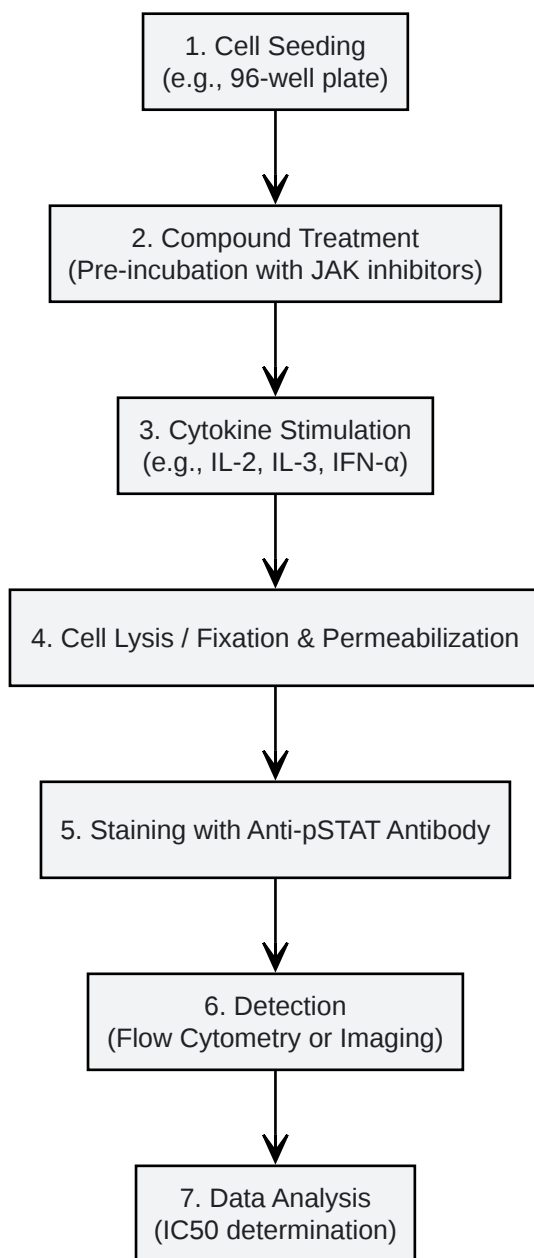 1. Cell Seeding
(e.g., 96-well plate)
2. Compound Treatment
(Pre-incubation with JAK inhibitors)
3. Cytokine Stimulation
(e.g., IL-2, IL-3, IFN-α)
4. Cell Lysis / Fixation & Permeabilization
5. Staining with Anti-pSTAT Antibody
6. Detection
(Flow Cytometry or Imaging)
7. Data Analysis
(IC50 determination)